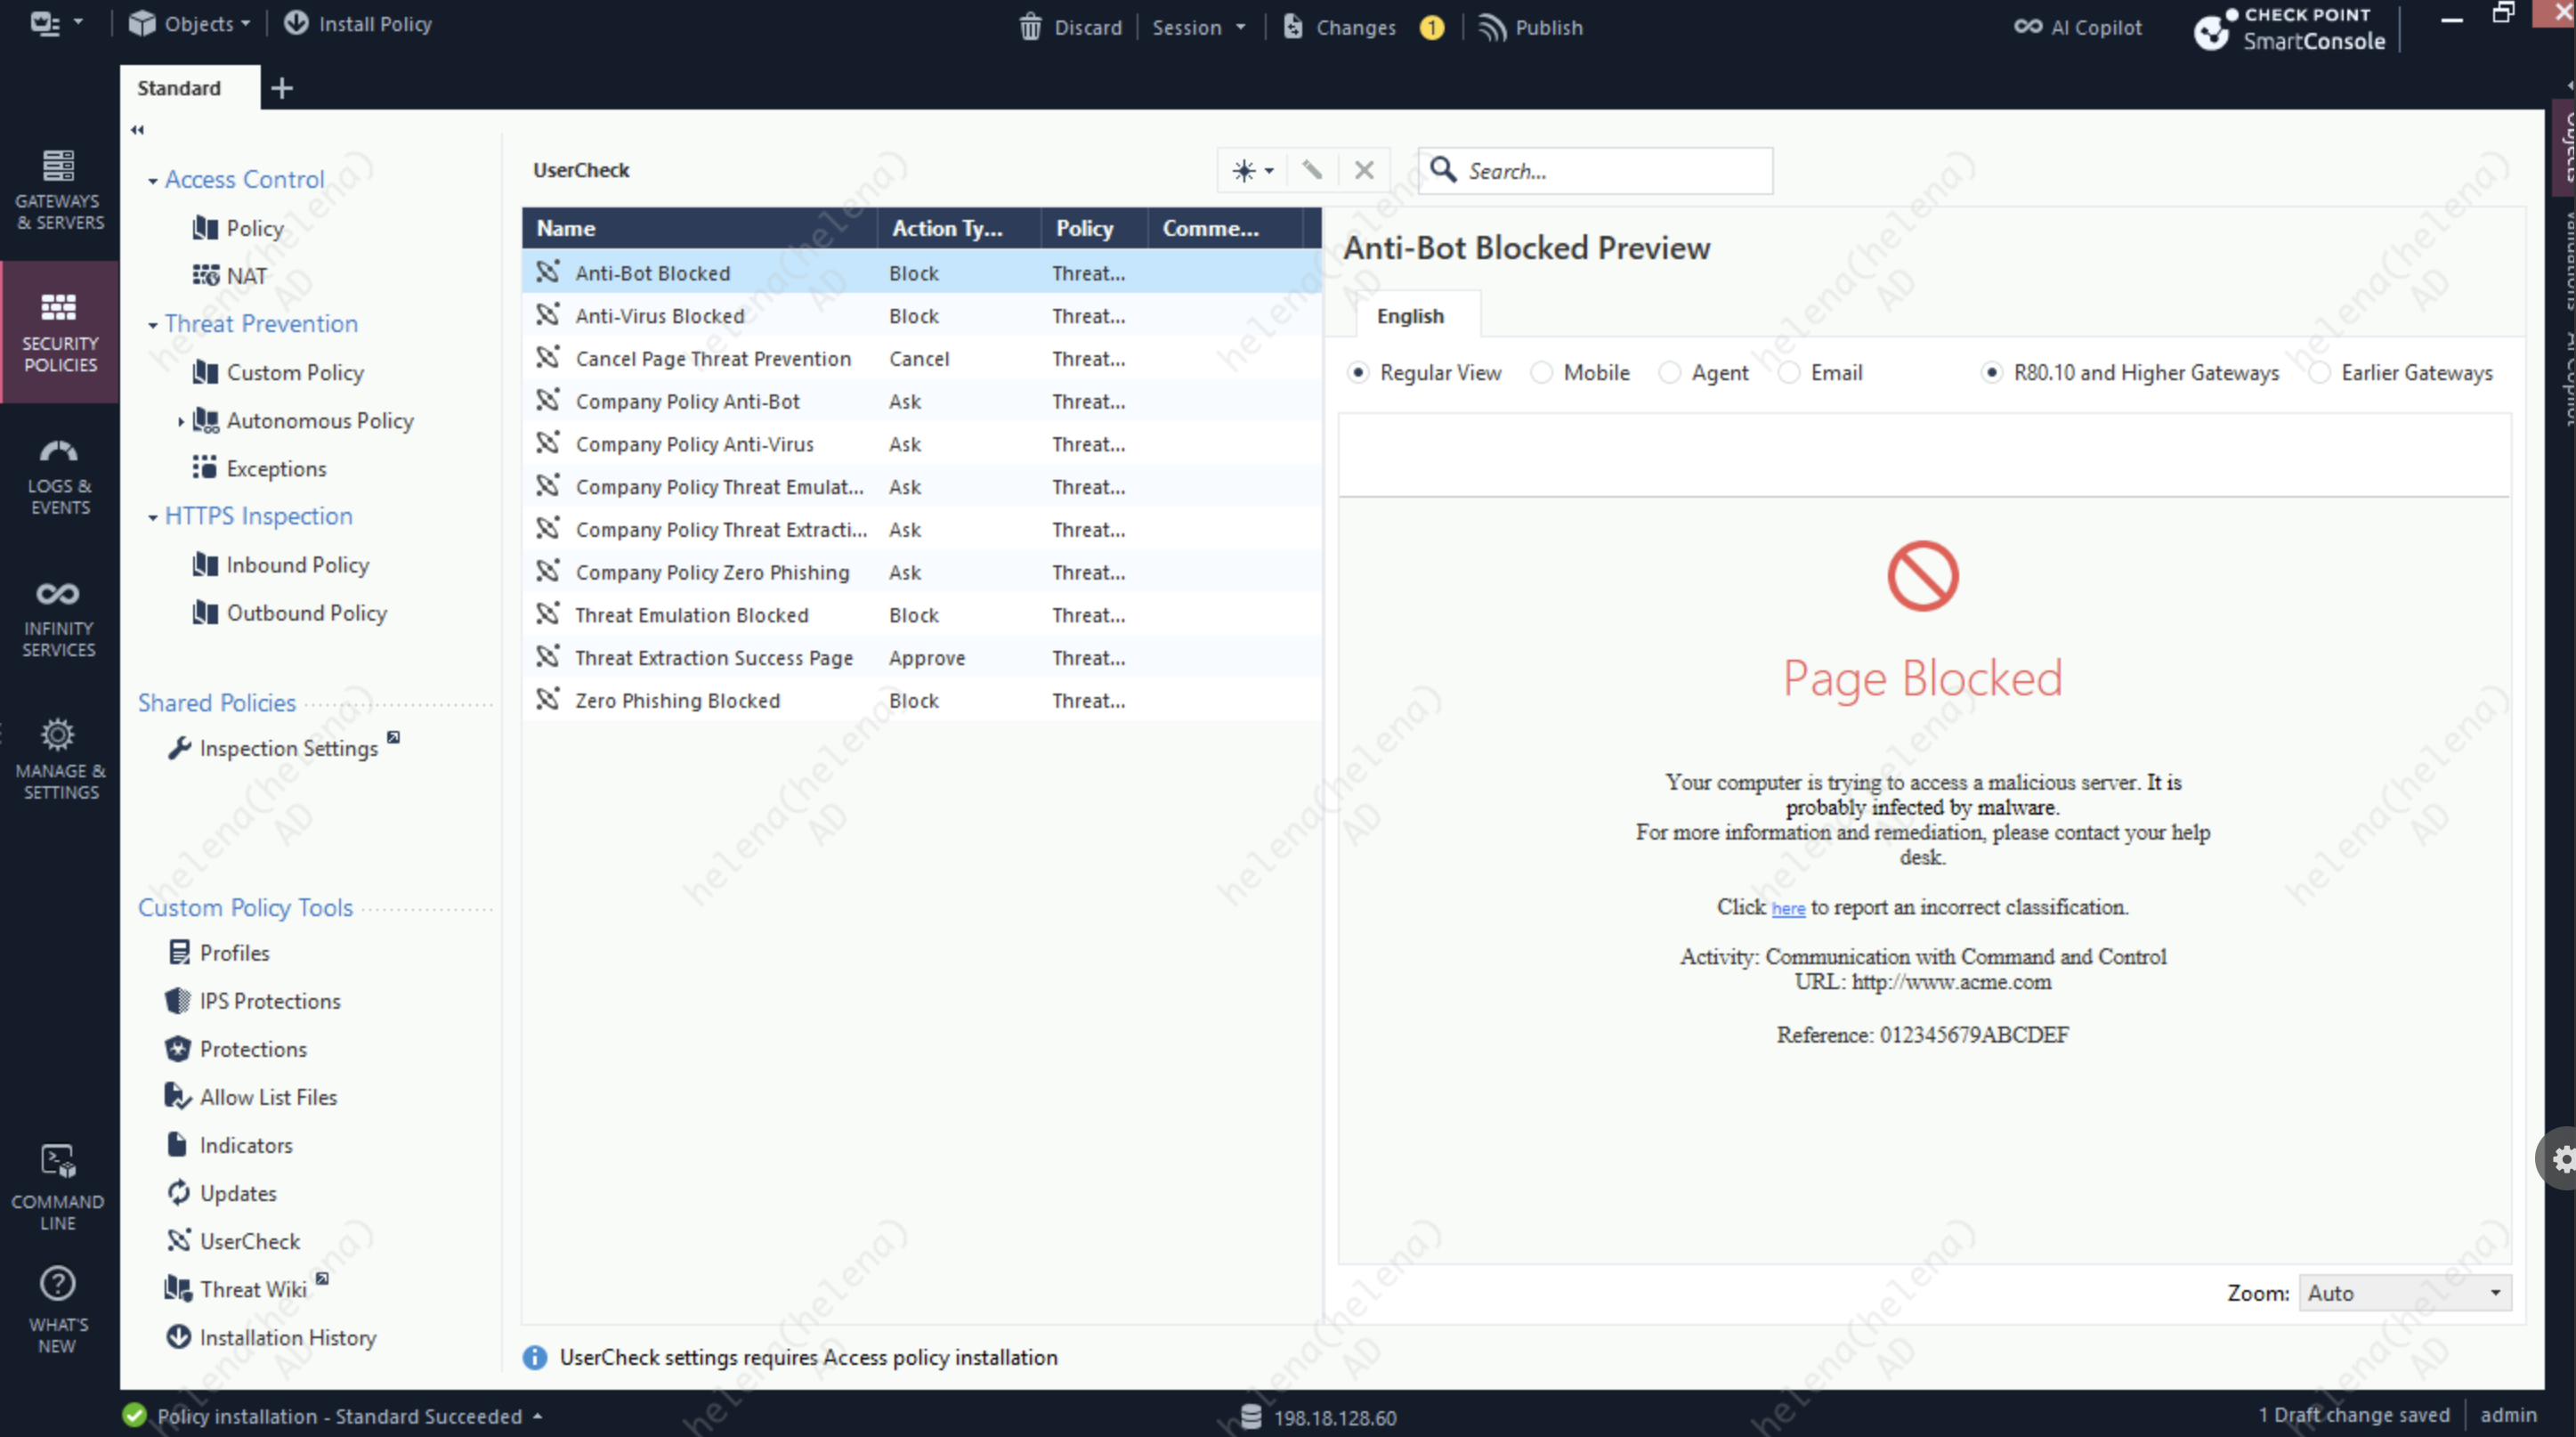 Objects
Install Policy
Discard
Session
Changes
1
Publish
AI Copilot
CHECK POINT
SmartConsole
Standard
GATEWAYS
& SERVERS
SECURITY
POLICIES
LOGS &
EVENTS
INFINITY
SERVICES
MANAGE &
SETTINGS
COMMAND
LINE
WHAT'S
NEW
Access Control
Policy
NAT
Threat Prevention
Custom Policy
Autonomous Policy
Exceptions
HTTPS Inspection
Inbound Policy
Outbound Policy
Shared Policies
Inspection Settings
Custom Policy Tools
Profiles
IPS Protections
Protections
Allow List Files
Indicators
Updates
UserCheck
Threat Wiki
Installation History
UserCheck
Search...
Name Action Ty... Policy Comme...
Anti-Bot Blocked Block Threat...
Anti-Virus Blocked Block Threat...
Cancel Page Threat Prevention Cancel Threat...
Company Policy Anti-Bot Ask Threat...
Company Policy Anti-Virus Ask Threat...
Company Policy Threat Emulat... Ask Threat...
Company Policy Threat Extracti... Ask Threat...
Company Policy Zero Phishing Ask Threat...
Threat Emulation Blocked Block Threat...
Threat Extraction Success Page Approve Threat...
Zero Phishing Blocked Block Threat...
UserCheck settings requires Access policy installation
Anti-Bot Blocked Preview
English
Regular View Mobile Agent Email R80.10 and Higher Gateways Earlier Gateways
Page Blocked
Your computer is trying to access a malicious server. It is
probably infected by malware.
For more information and remediation, please contact your help
desk.
Click here to report an incorrect classification.
Activity: Communication with Command and Control
URL: http://www.acme.com
Reference: 012345679ABCDEF
Zoom: Auto
Objects
AI Copilot
Policy installation - Standard Succeeded
198.18.128.60
1 Draft change saved
admin
helena(helena)
AD